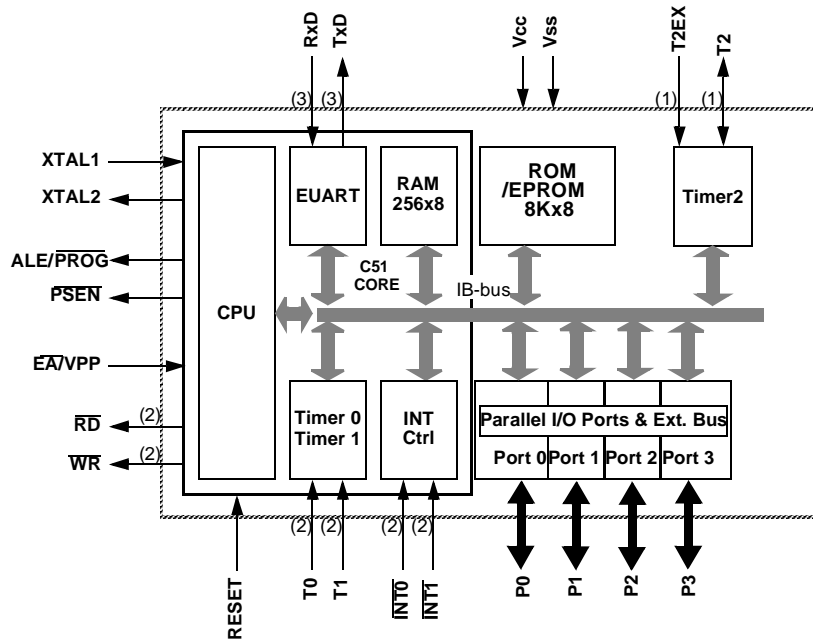 RxD
TxD
Vcc
Vss
T2EX
T2
(3) (3)
(1)
(1)
XTAL1
XTAL2
ALE/PROG
PSEN
EA/VPP
RD
(2)
WR
(2)
CPU
EUART
RAM
256x8
ROM
/EPROM
8Kx8
Timer2
C51
CORE
IB-bus
Timer 0
Timer 1
INT
Ctrl
Parallel I/O Ports & Ext. Bus
Port 0
Port 1
Port 2
Port 3
(2)
(2)
(2)
(2)
RESET
T0
T1
INT0
INT1
P0
P1
P2
P3